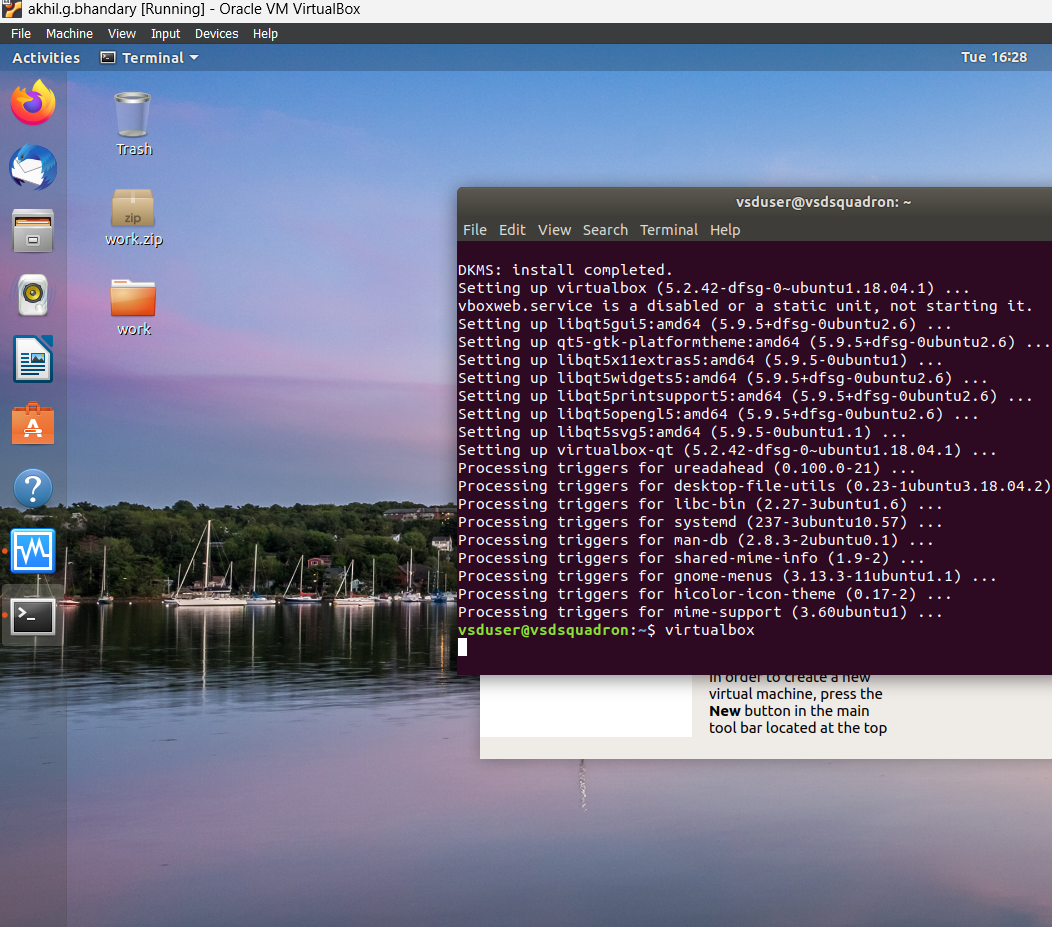 akhil.g.bhandary [Running] - Oracle VM VirtualBox
File Machine View Input Devices Help
Activities Terminal Tue 16:28
Trash
zip
work.zip
work
vsduser@vsdsquadron: ~
File Edit View Search Terminal Help
DKMS: install completed.
Setting up virtualbox (5.2.42-dfsg-0~ubuntu1.18.04.1) ...
vboxweb.service is a disabled or a static unit, not starting it.
Setting up libqt5gui5:amd64 (5.9.5+dfsg-0ubuntu2.6) ...
Setting up qt5-gtk-platformtheme:amd64 (5.9.5+dfsg-0ubuntu2.6) ...
Setting up libqt5x11extras5:amd64 (5.9.5-0ubuntu1) ...
Setting up libqt5widgets5:amd64 (5.9.5+dfsg-0ubuntu2.6) ...
Setting up libqt5printsupport5:amd64 (5.9.5+dfsg-0ubuntu2.6) ...
Setting up libqt5opengl5:amd64 (5.9.5+dfsg-0ubuntu2.6) ...
Setting up libqt5svg5:amd64 (5.9.5-0ubuntu1.1) ...
Setting up virtualbox-qt (5.2.42-dfsg-0~ubuntu1.18.04.1) ...
Processing triggers for ureadahead (0.100.0-21) ...
Processing triggers for desktop-file-utils (0.23-1ubuntu3.18.04.2)
Processing triggers for libc-bin (2.27-3ubuntu1.6) ...
Processing triggers for systemd (237-3ubuntu10.57) ...
Processing triggers for man-db (2.8.3-2ubuntu0.1) ...
Processing triggers for shared-mime-info (1.9-2) ...
Processing triggers for gnome-menus (3.13.3-11ubuntu1.1) ...
Processing triggers for hicolor-icon-theme (0.17-2) ...
Processing triggers for mime-support (3.60ubuntu1) ...
vsduser@vsdsquadron:~$ virtualbox
In order to create a new
virtual machine, press the
New button in the main
tool bar located at the top